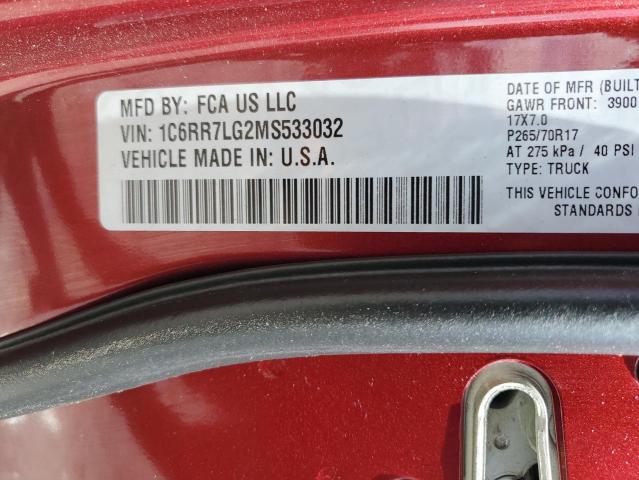 MFD BY: FCA US LLC
VIN: 1C6RR7LG2MS533032
VEHICLE MADE IN: U.S.A.
DATE OF MFR (BUILT
GAWR FRONT: 3900
17X7.0
P265/70R17
AT 275 kPa / 40 PSI
TYPE: TRUCK
THIS VEHICLE CONFO
STANDARDS